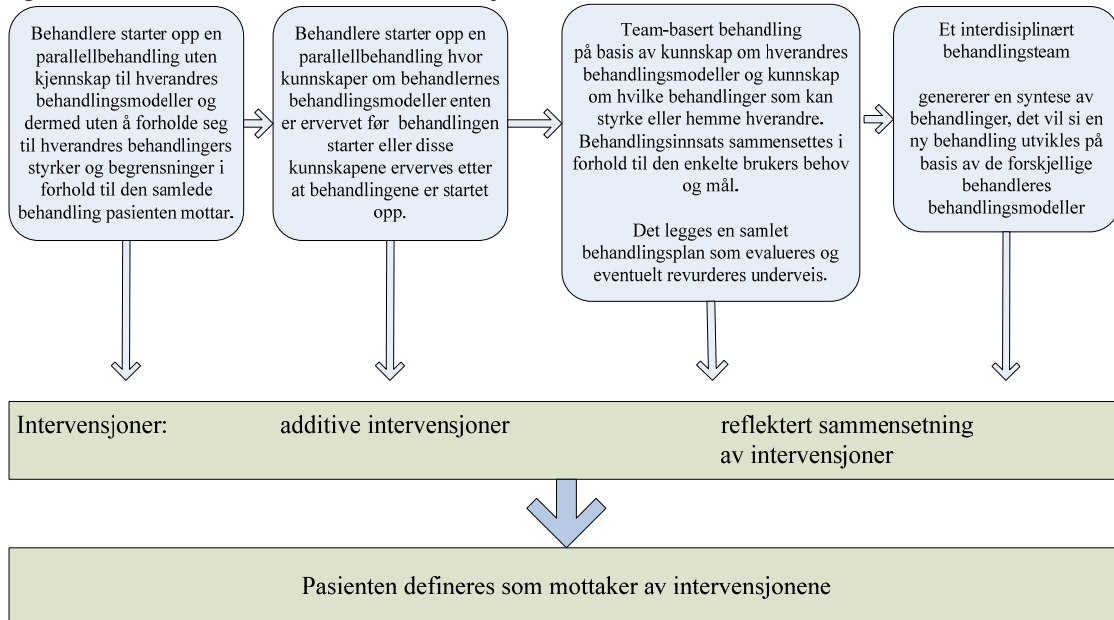 Behandlere starter opp en
parallellbehandling uten
kjennskap til hverandres
behandlingsmodeller og
dermed uten å forholde seg
til hverandres behandlingers
styrker og begrensninger i
forhold til den samlede
behandling pasienten mottar.
Behandlere starter opp en
parallellbehandling hvor
kunnskaper om behandlernes
behandlingsmodeller enten
er ervervet før behandlingen
starter eller disse
kunnskapene erverves etter
at behandlingene er startet
opp.
Team-basert behandling
på basis av kunnskap om hverandres
behandlingsmodeller og kunnskap
om hvilke behandlinger som kan
styrke eller hemme hverandre.
Behandlingsinnsats sammensettes i
forhold til den enkelte brukers behov
og mål.
Det legges en samlet
behandlingsplan som evalueres og
eventuelt revurderes underveis.
Et interdisiplinært
behandlingsteam
genererer en syntese av
behandlinger, det vil si en
ny behandling utvikles på
basis av de forskjellige
behandleres
behandlingsmodeller
Intervensjoner:
additive intervensjoner
reflektert sammensetning
av intervensjoner
Pasienten defineres som mottaker av intervensjonene